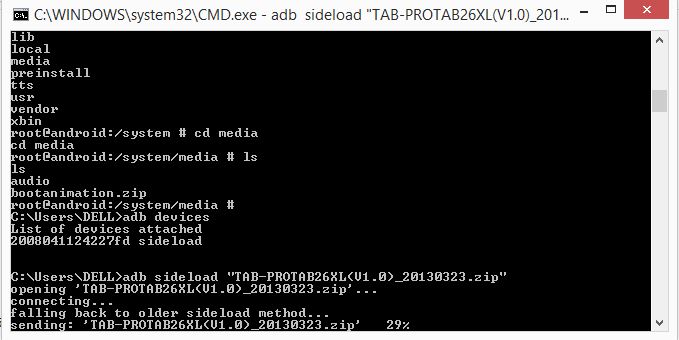 C:\WINDOWS\system32\CMD.exe - adb  sideload "TAB-PROTAB26XL(V1.0)_201...
lib
local
media
preinstall
tts
usr
vendor
xbin
root@android:/system # cd media
cd media
root@android:/system/media # ls
ls
audio
bootanimation.zip
root@android:/system/media #
C:\Users\DELL>adb devices
List of devices attached
2008041124227fd sideload
C:\Users\DELL>adb sideload "TAB-PROTAB26XL(V1.0)_20130323.zip"
opening 'TAB-PROTAB26XL(V1.0)_20130323.zip'...
connecting...
falling back to older sideload method...
sending: 'TAB-PROTAB26XL(V1.0)_20130323.zip'   29%